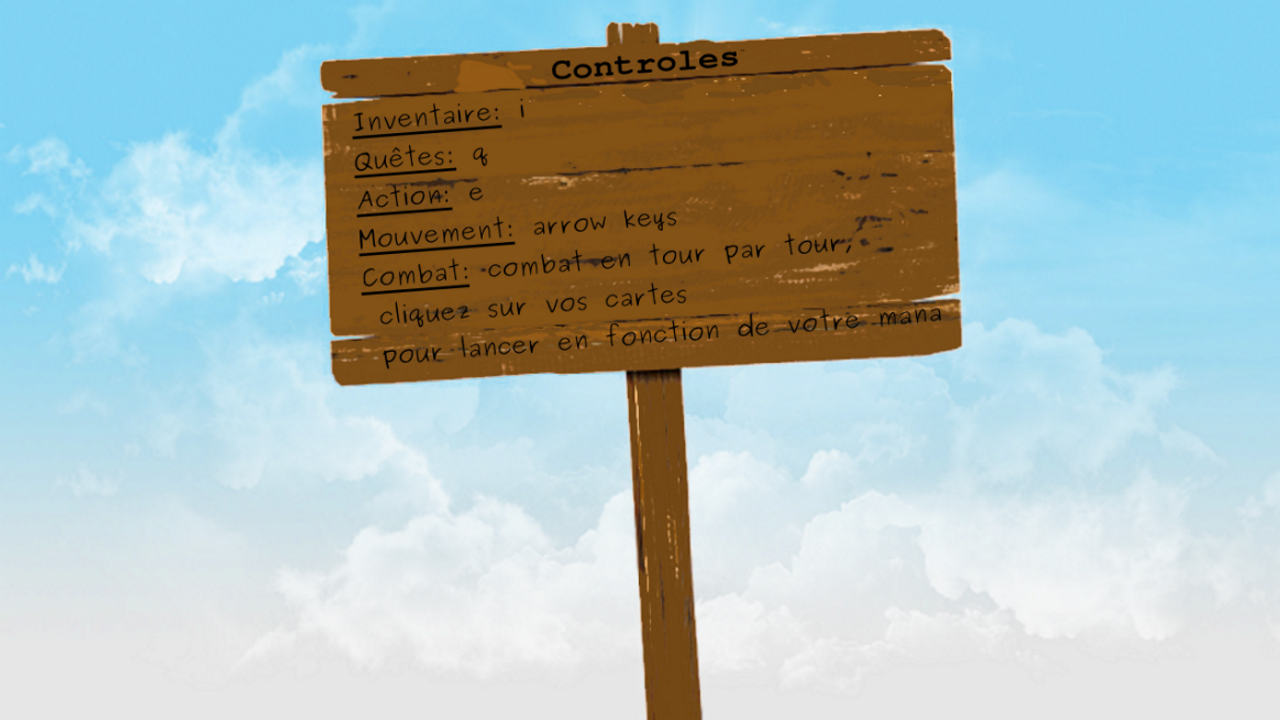 Controles
Inventaire: i
Quêtes: q
Action: e
Mouvement: arrow keys
Combat: combat en tour par tour,
cliquez sur vos cartes
pour lancer en fonction de votre mana